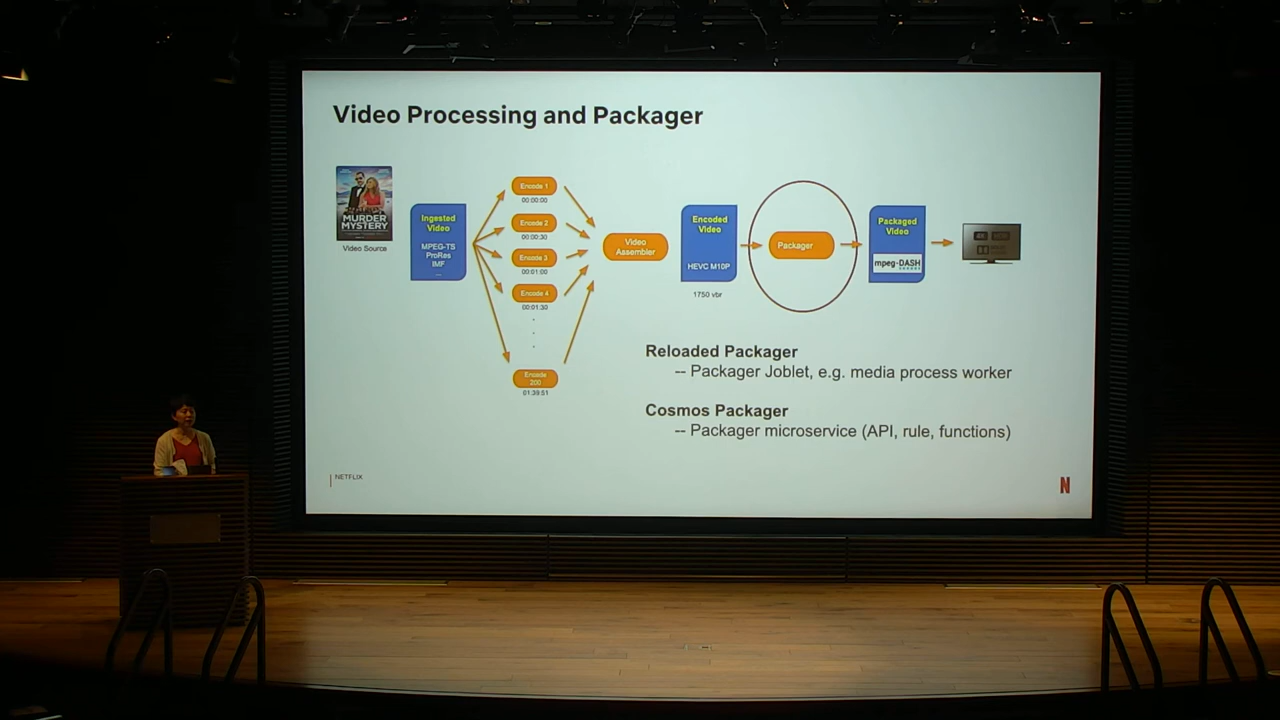 Video Processing and Packager
MURDER
MYSTERY
Video Source
Ingested
Video
MPEG-TS
ProRes
IMF
...
Encode 1
00:00:00
Encode 2
00:00:30
Encode 3
00:01:00
Encode 4
00:01:30
Encode
200
01:39:51
Video
Assembler
Encoded
Video
HEVC M10P
1750 vbr
Packager
Packaged
Video
mpeg-DASH
Reloaded Packager
-- Packager Joblet, e.g. media process worker
Cosmos Packager
-- Packager microservice (API, rule, functions)
NETFLIX
N